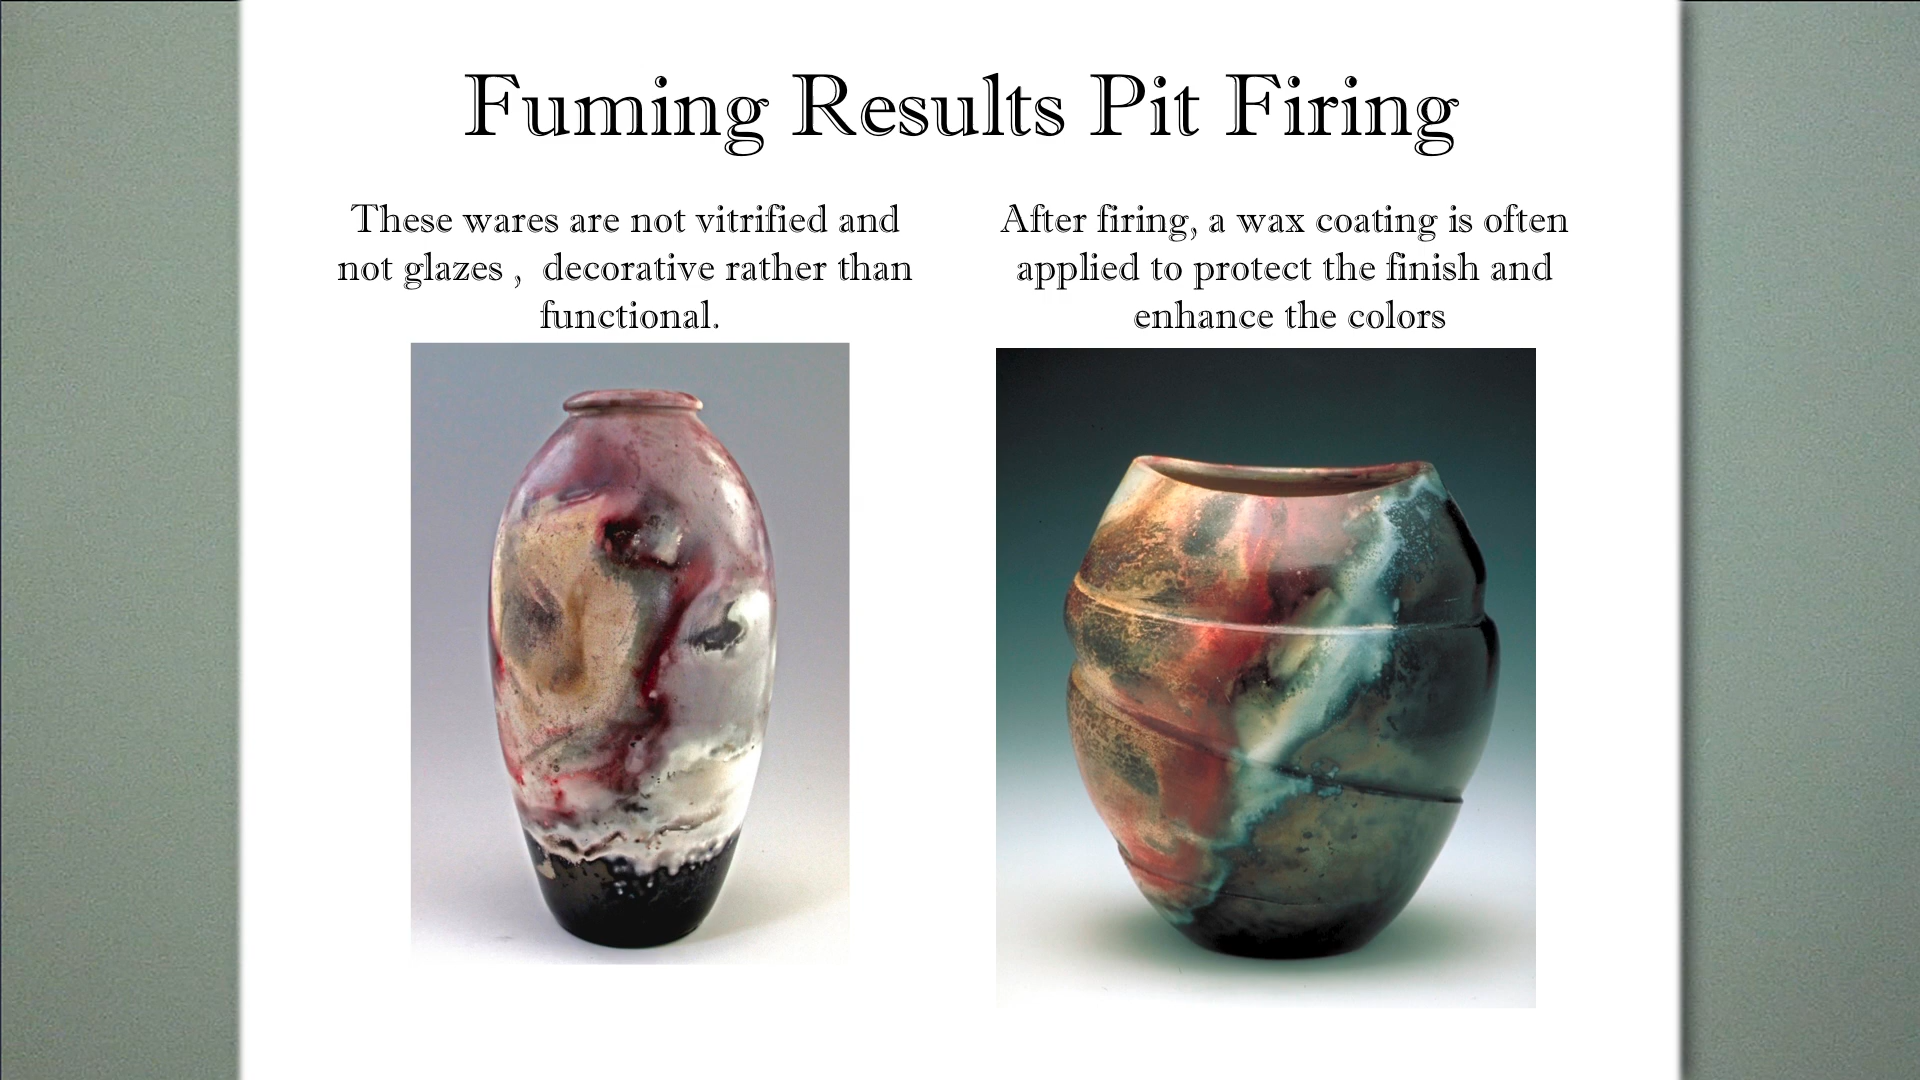 Fuming Results Pit Firing
These wares are not vitrified and
not glazes ,  decorative rather than
functional.
After firing, a wax coating is often
applied to protect the finish and
enhance the colors